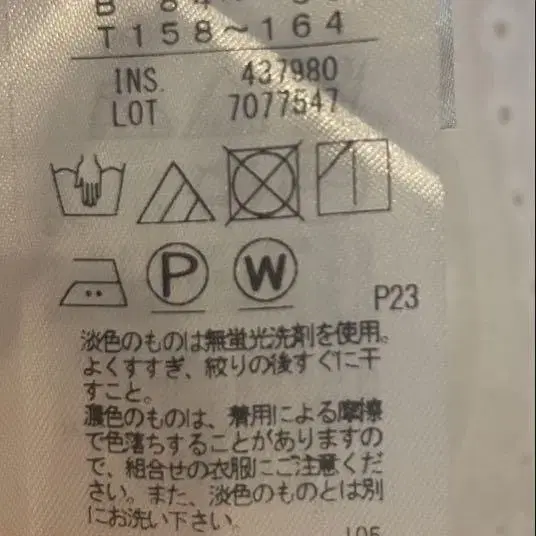 T158~164
INS. 437980
LOT 7077547
P W
P23
淡色のものは無蛍光洗剤を使用。
よくすすぎ、絞りの後すぐに干
すこと。
濃色のものは、着用による摩擦
で色落ちすることがありますの
で、組合せの衣服にご注意くだ
さい。また、淡色のものとは別
にお洗い下さい。